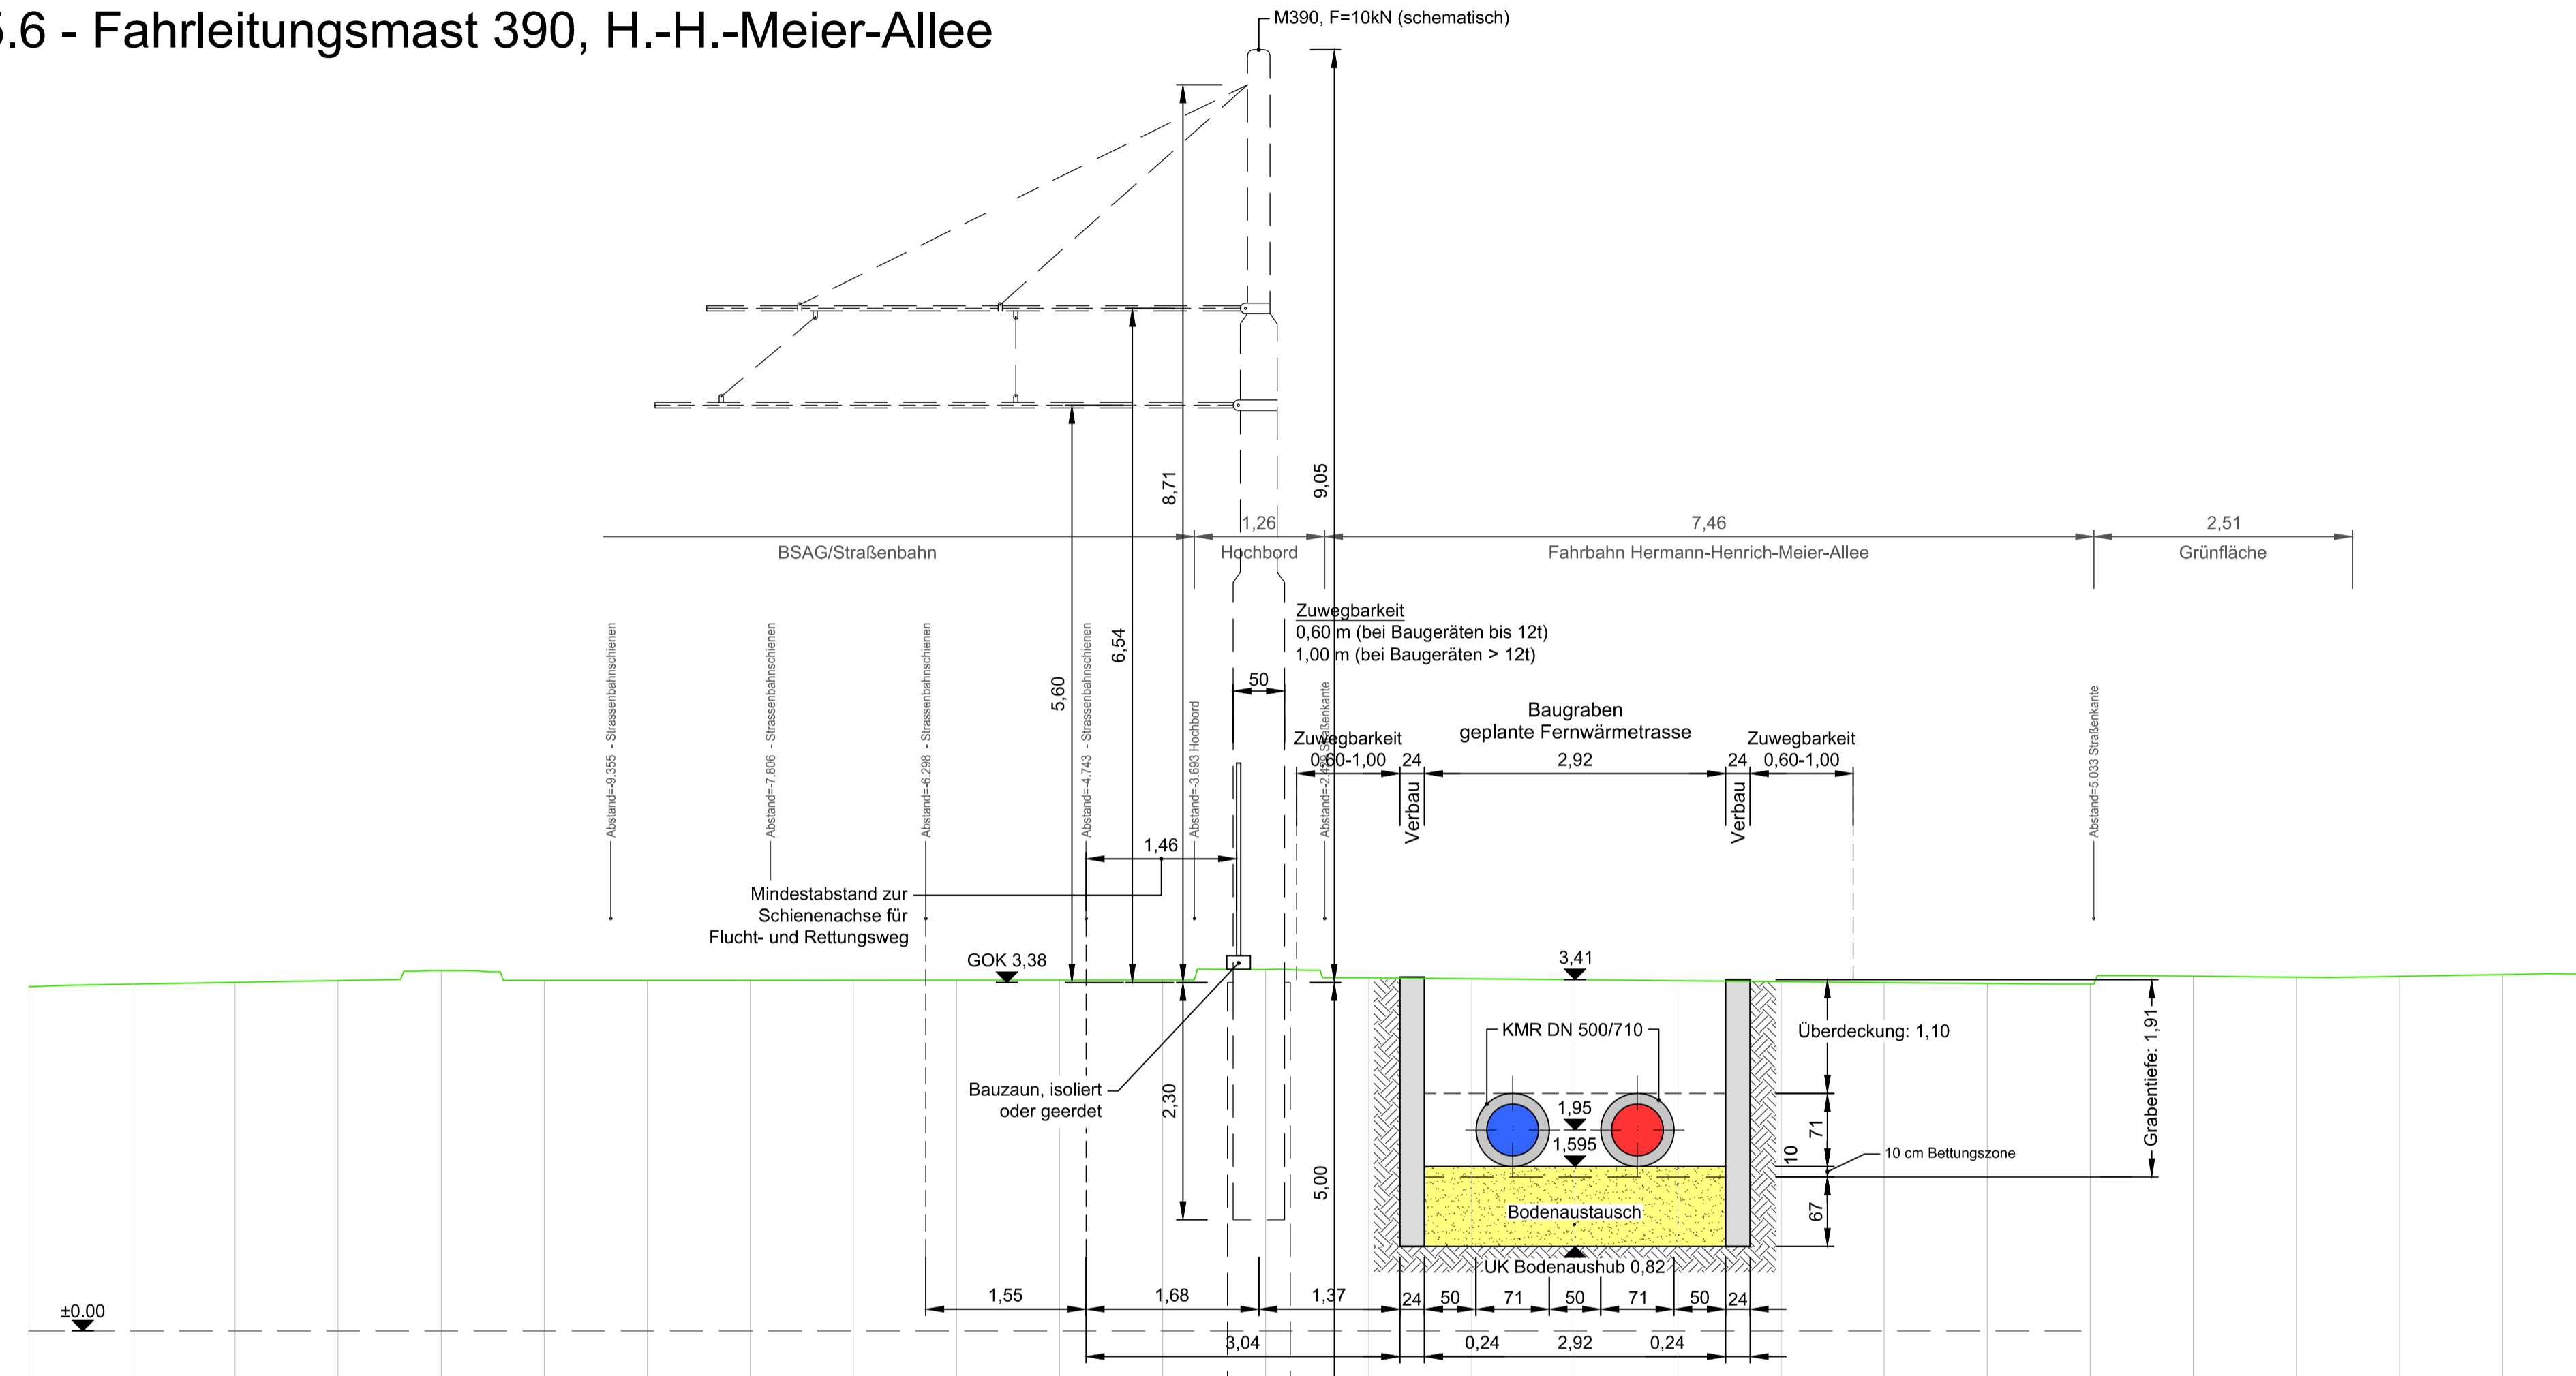 5.6 - Fahrleitungsmast 390, H.-H.-Meier-Allee
M390, F=10kN (schematisch)
8,71
9,05
1,26
7,46
2,51
BSAG/Straßenbahn
Hochbord
Fahrbahn Hermann-Henrich-Meier-Allee
Grünfläche
Zuwegbarkeit
0,60 m (bei Baugeräten bis 12t)
1,00 m (bei Baugeräten > 12t)
6,54
5,60
50
Abstand=-9.355 - Strassenbahnschienen
Abstand=-7.806 - Strassenbahnschienen
Abstand=-6.298 - Strassenbahnschienen
Abstand=-4.743 - Strassenbahnschienen
Abstand=-3.693 Hochbord
Straßenkante
Abstand=5.033 Straßenkante
Baugraben
geplante Fernwärmetrasse
Zuwegbarkeit
0,60-1,00
24
2,92
24
Zuwegbarkeit
0,60-1,00
Verbau
Verbau
1,46
Mindestabstand zur
Schienenachse für
Flucht- und Rettungsweg
GOK 3,38
3,41
KMR DN 500/710
Überdeckung: 1,10
Grabentiefe: 1,91
Bauzaun, isoliert
oder geerdet
2,30
5,00
1,95
1,595
71
10
10 cm Bettungszone
67
Bodenaustausch
UK Bodenaushub 0,82
±0.00
1,55
1,68
1,37
24
50
71
50
71
50
24
3,04
0,24
2,92
0,24